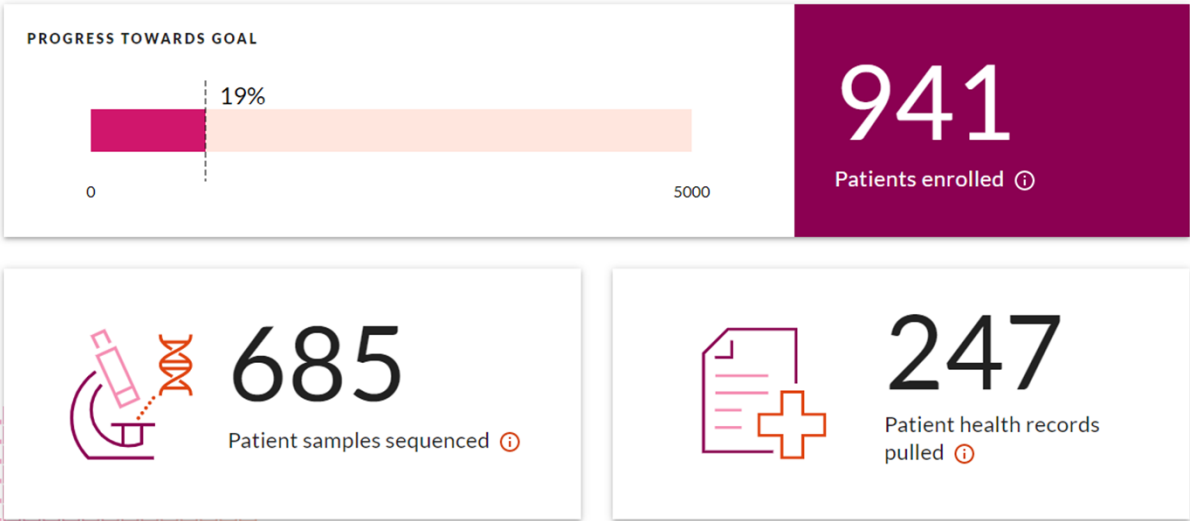 PROGRESS TOWARDS GOAL
19%
0
5000
941
Patients enrolled
685
Patient samples sequenced
247
Patient health records
pulled